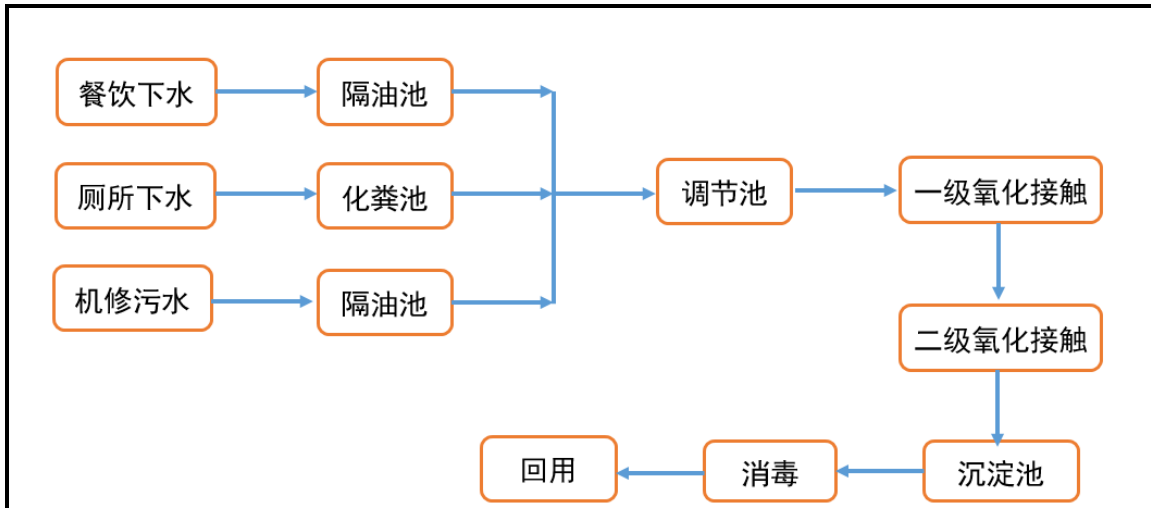 餐饮下水
隔油池
厕所下水
化粪池
调节池
一级氧化接触
机修污水
隔油池
二级氧化接触
回用
消毒
沉淀池